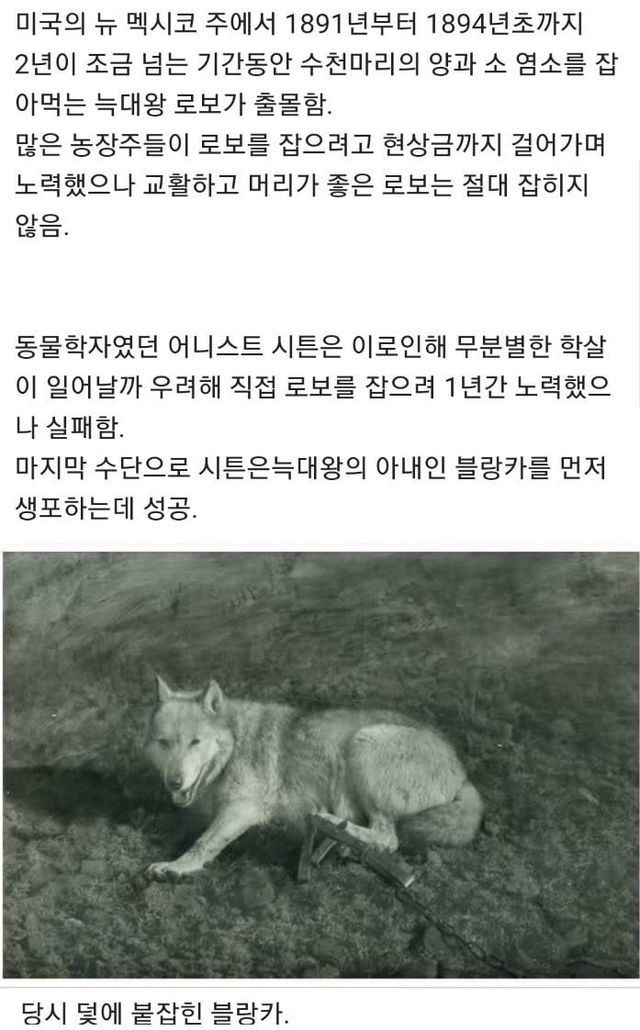 미국의 뉴 멕시코 주에서 1891년부터 1894년초까지
2년이 조금 넘는 기간동안 수천마리의 양과 소 염소를 잡
아먹는 늑대왕 로보가 출몰함.
많은 농장주들이 로보를 잡으려고 현상금까지 걸어가며
노력했으나 교활하고 머리가 좋은 로보는 절대 잡히지
않음.
동물학자였던 어니스트 시튼은 이로인해 무분별한 학살
이 일어날까 우려해 직접 로보를 잡으려 1년간 노력했으
나 실패함.
마지막 수단으로 시튼은늑대왕의 아내인 블랑카를 먼저
생포하는데 성공.
당시 덫에 붙잡힌 블랑카.